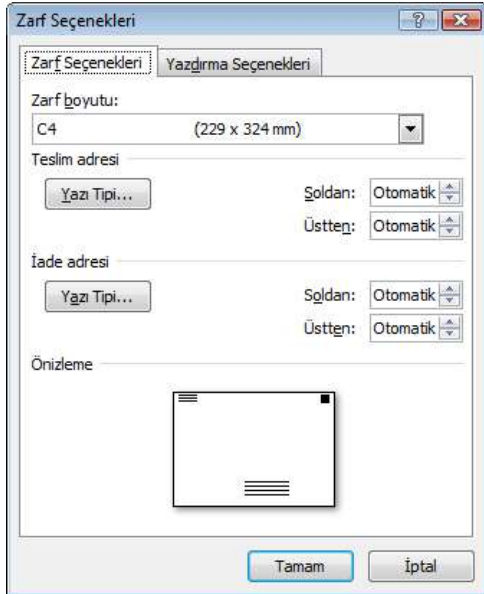 Zarf Seçenekleri
Zarf Seçenekleri Yazdırma Seçenekleri
Zarf boyutu:
C4 (229 x 324 mm)
Teslim adresi
Yazı Tipi... Soldan: Otomatik
Üstten: Otomatik
İade adresi
Yazı Tipi... Soldan: Otomatik
Üstten: Otomatik
Önizleme
Tamam İptal